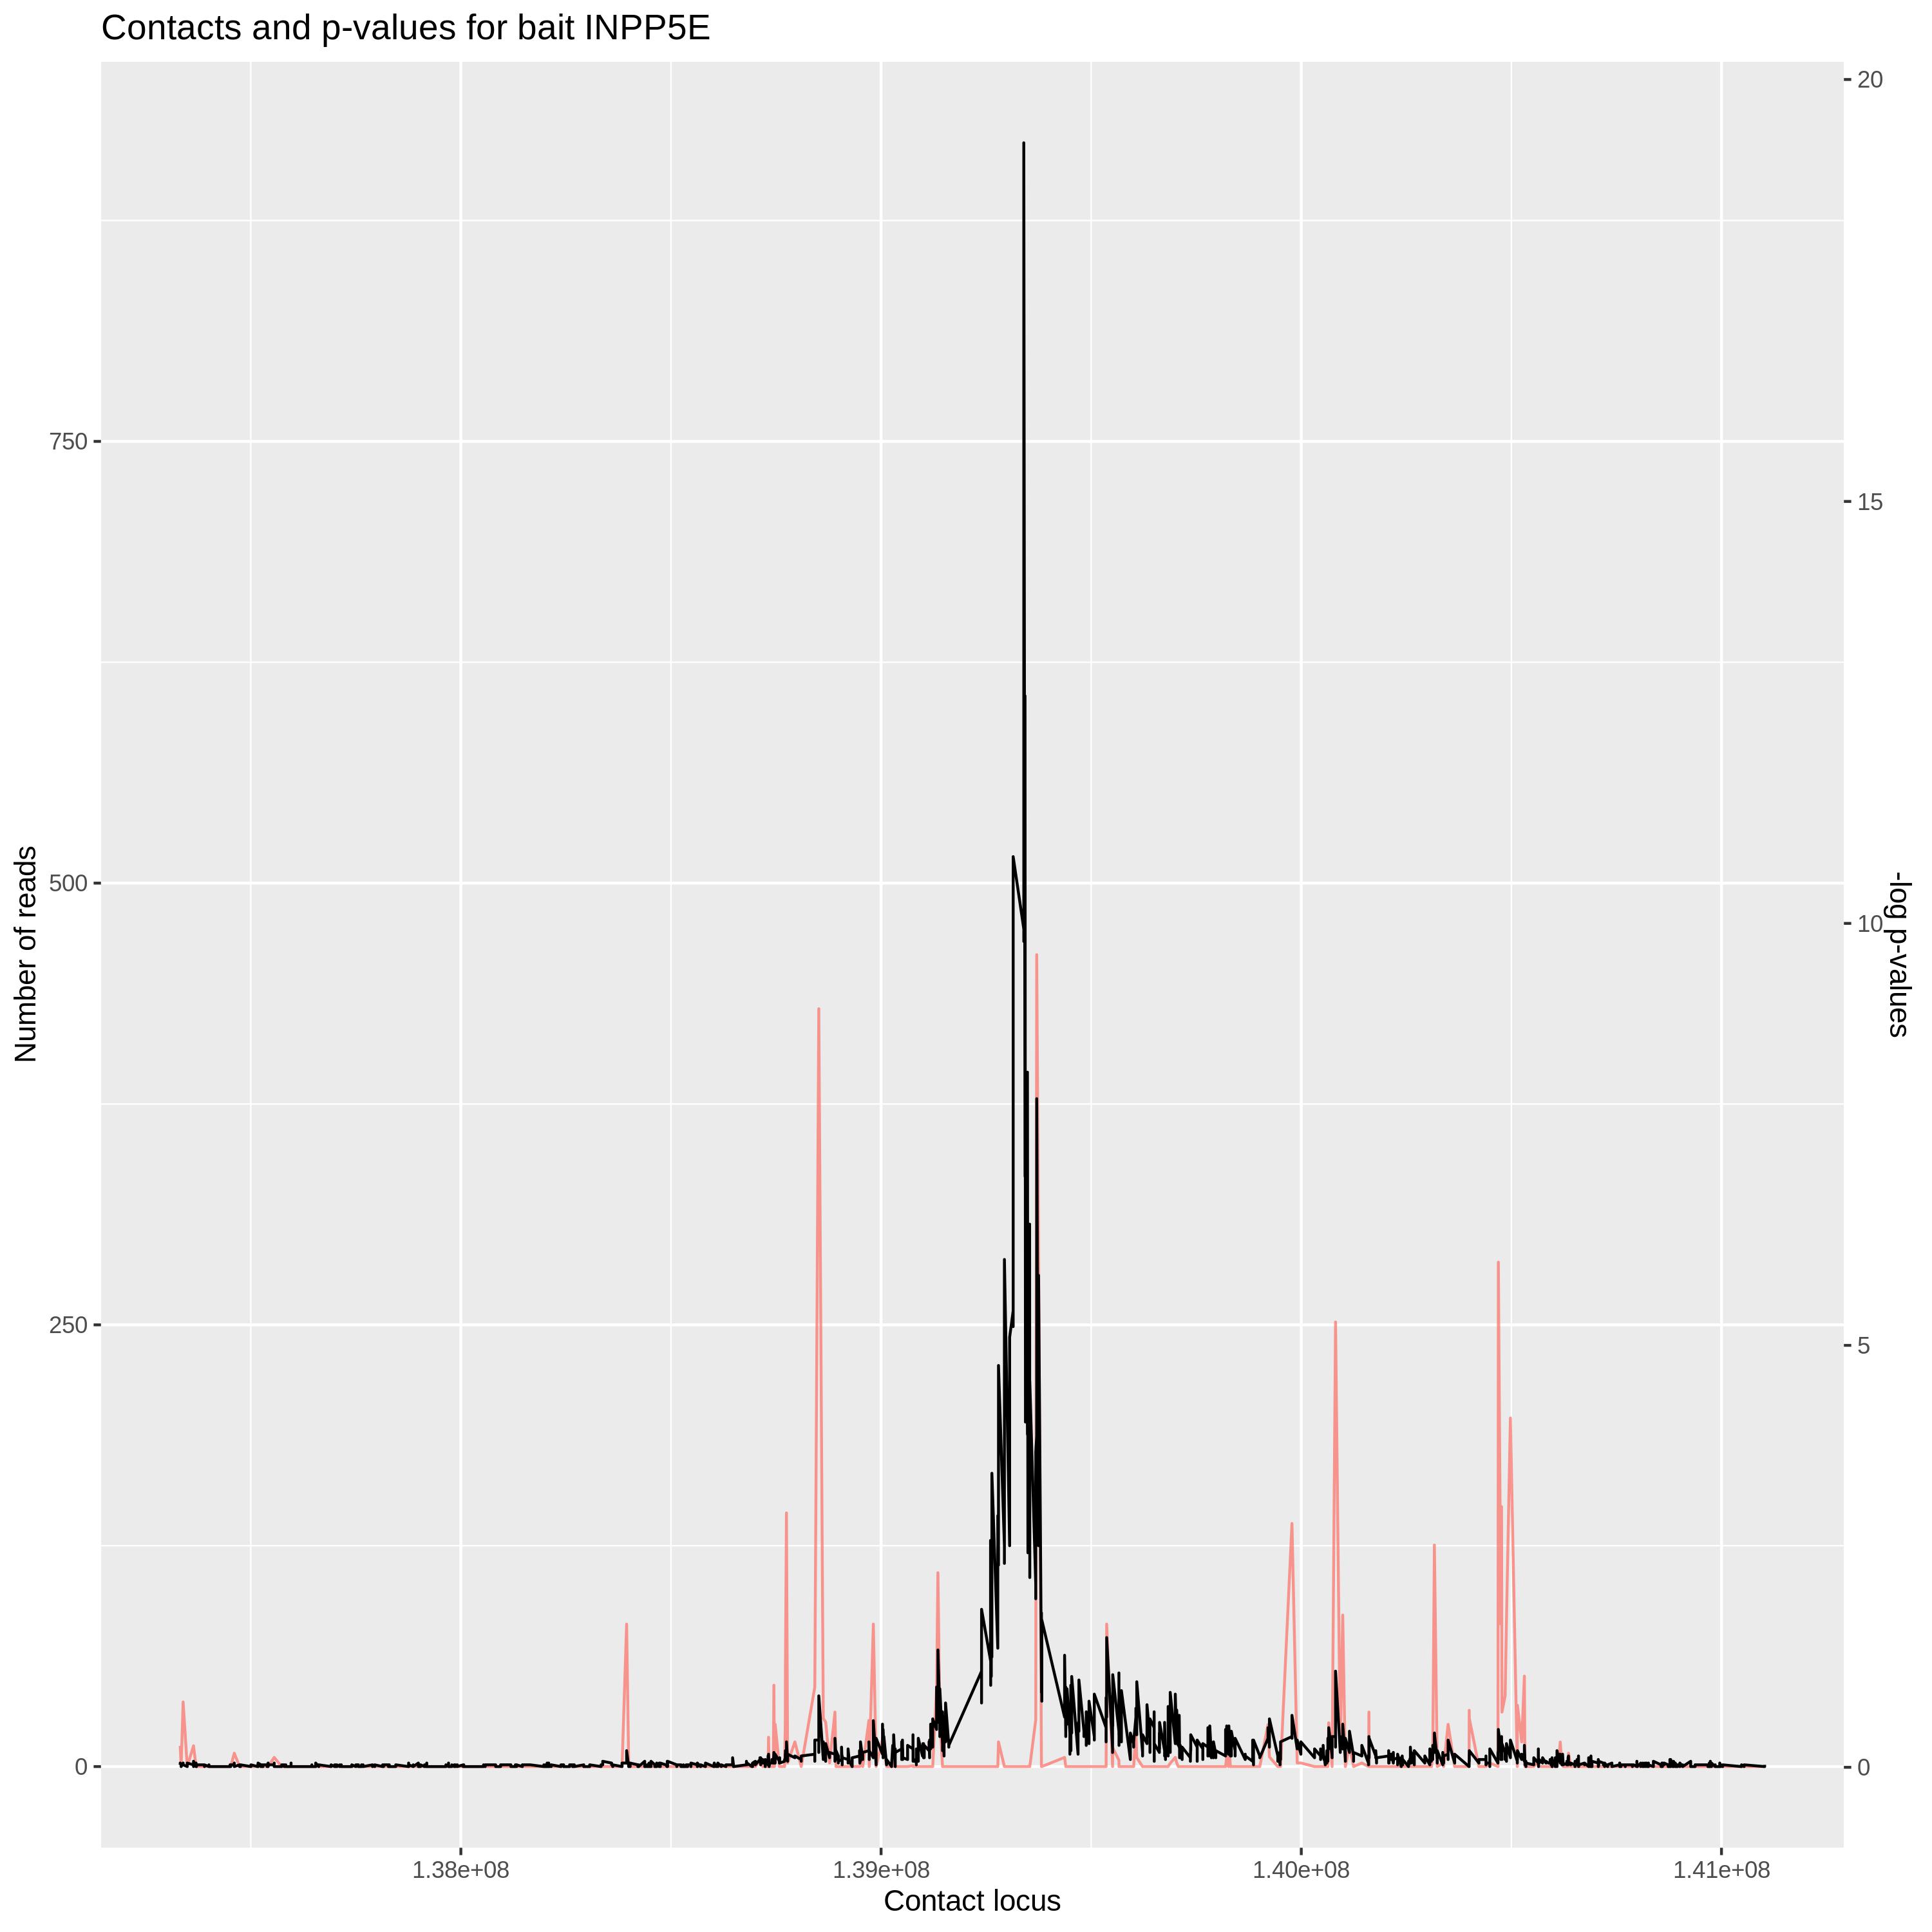 Contacts and p-values for bait INPP5E
Number of reads
750
500
250
0
20
15
10
5
0
-log p-values
1.38e+08
1.39e+08
1.40e+08
1.41e+08
Contact locus